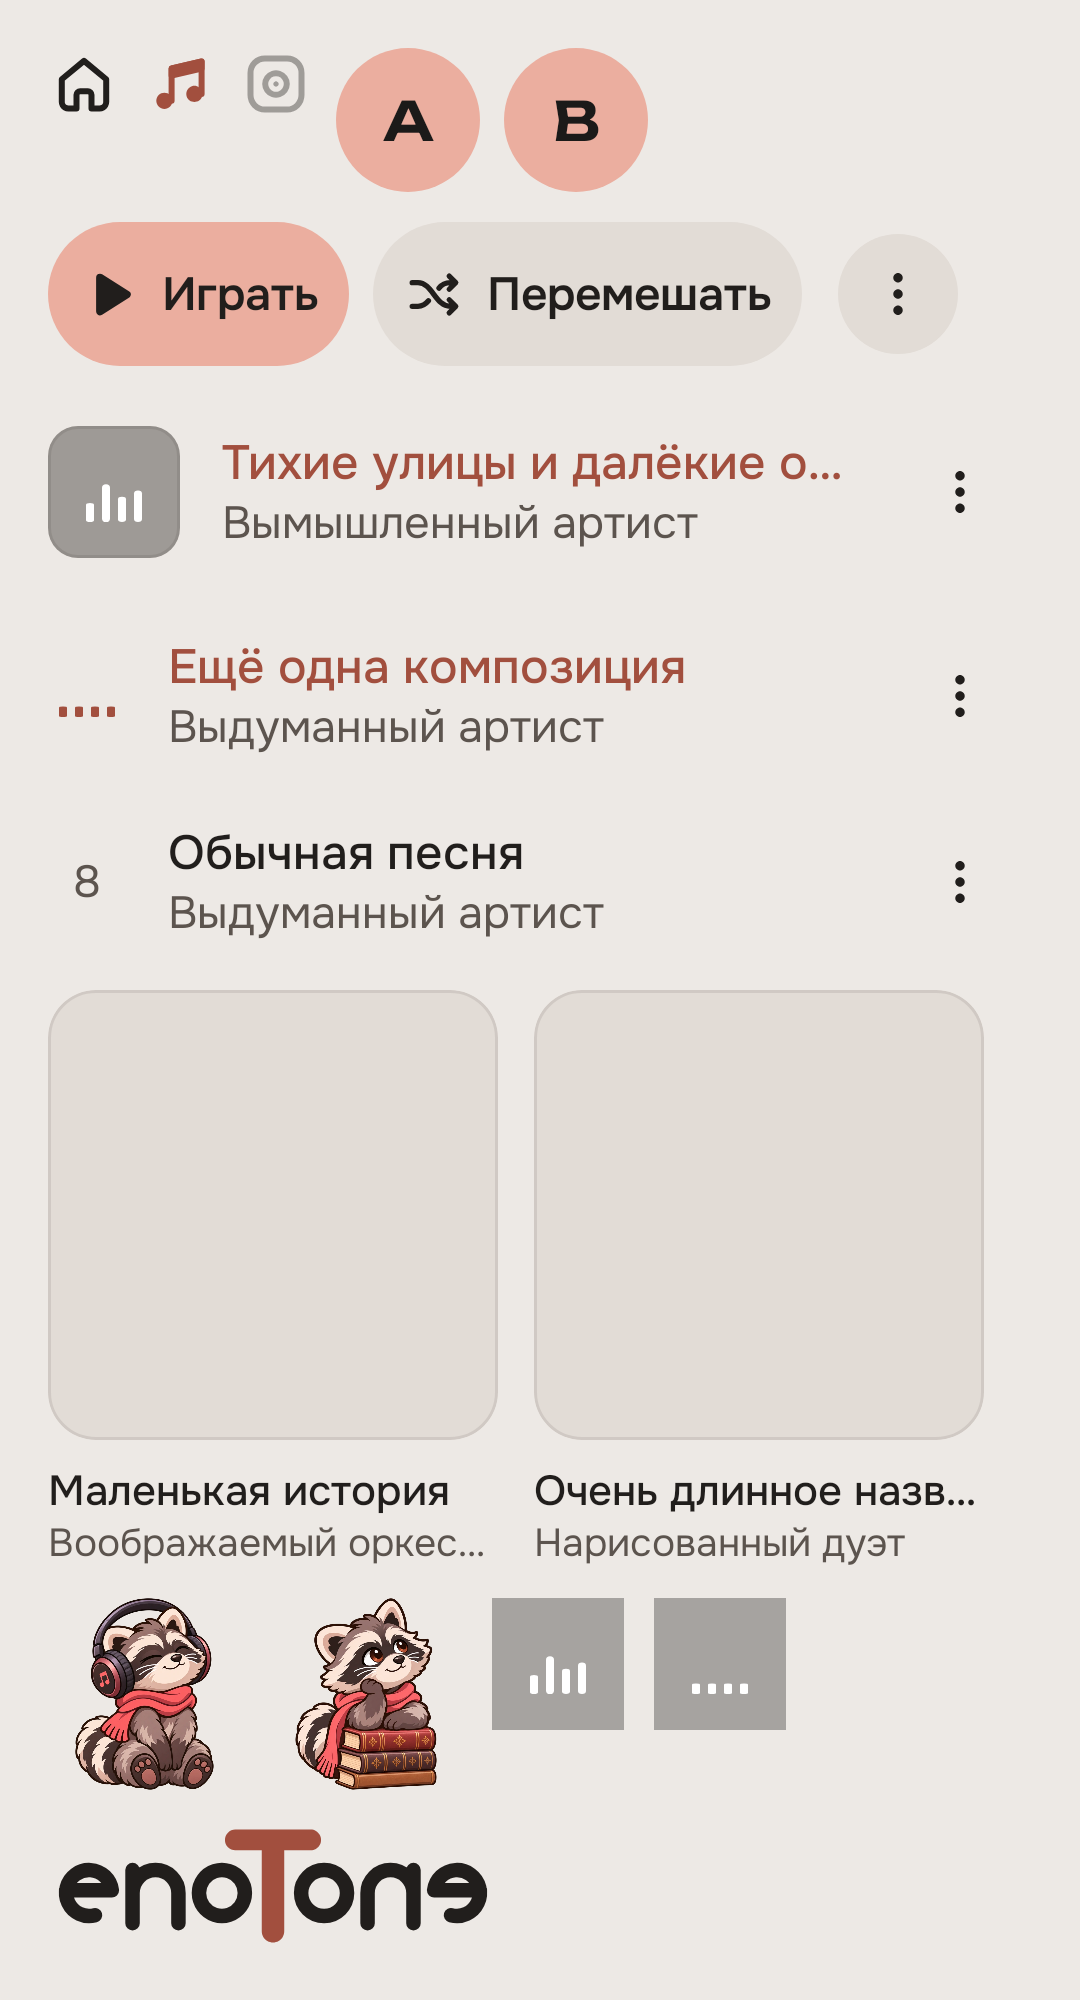 A B
Играть Перемешать
Тихие улицы и далёкие о...
Вымышленный артист
Ещё одна композиция
Выдуманный артист
8 Обычная песня
Выдуманный артист
Маленькая история Очень длинное назв...
Воображаемый оркес... Нарисованный дуэт
enoTone